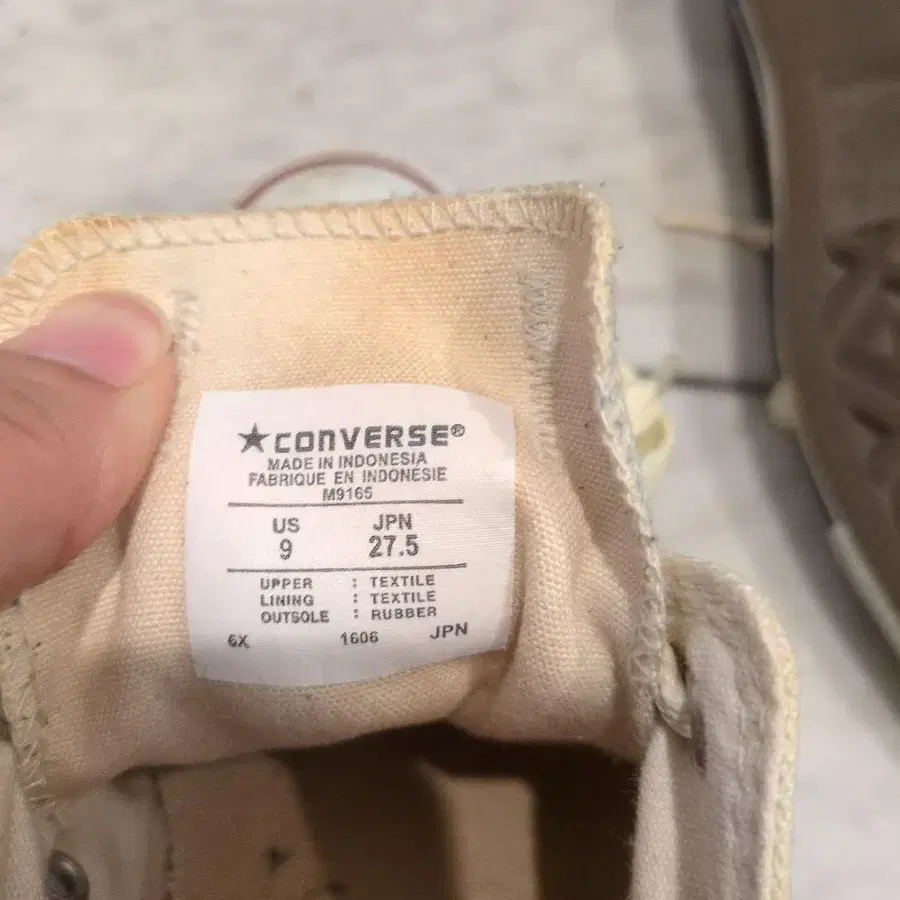 ★CONVERSE®
MADE IN INDONESIA
FABRIQUE EN INDONESIE
M9165
US JPN
9 27.5
UPPER : TEXTILE
LINING : TEXTILE
OUTSOLE : RUBBER
6X 1606 JPN